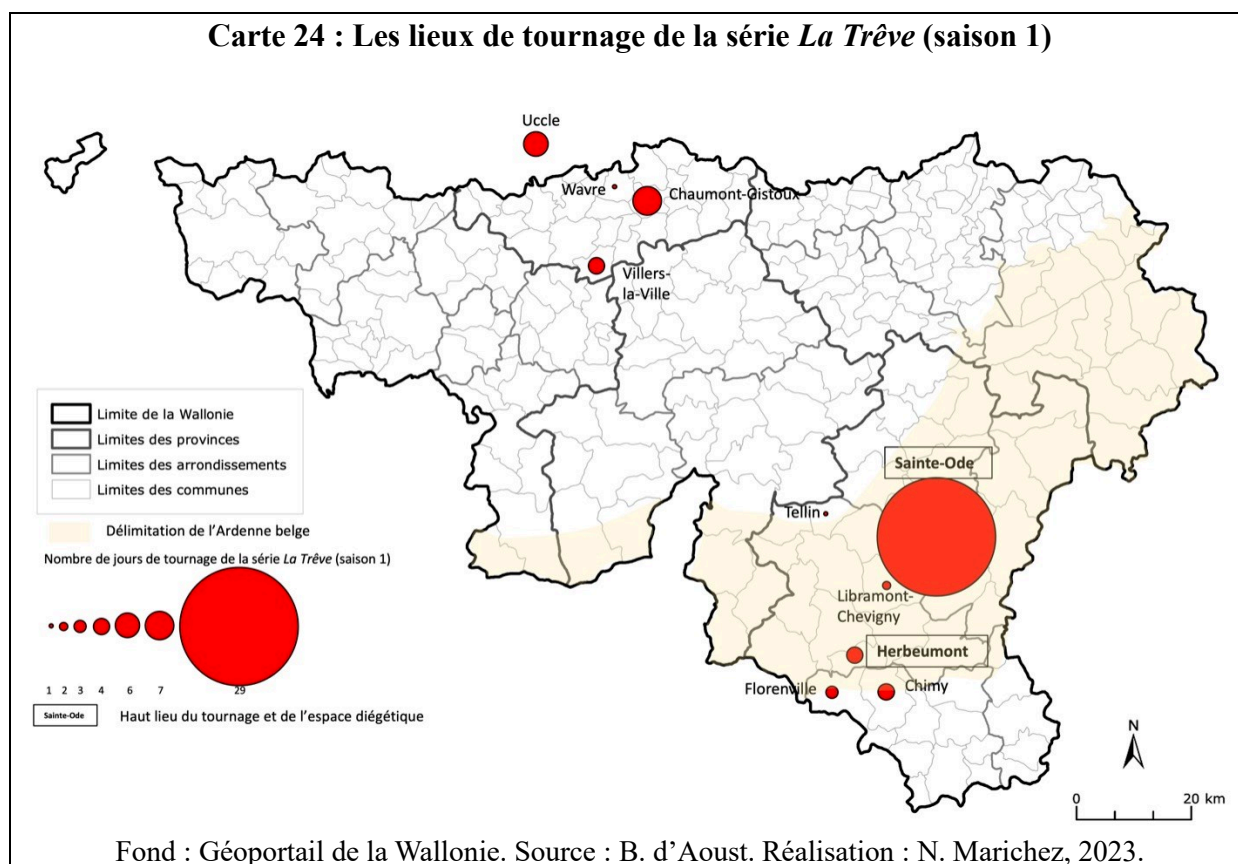 Carte 24 : Les lieux de tournage de la série La Trêve (saison 1)
Uccle
Wavre
Chaumont-Gistoux
Villers-
la-Ville
Limite de la Wallonie
Limites des provinces
Limites des arrondissements
Limites des communes
Sainte-Ode
Tellin
Délimitation de l'Ardenne belge
Nombre de jours de tournage de la série La Trêve (saison 1)
Libramont-
Chevigny
Herbeumont
Florenville
Chimy
1 2 3 4 6 7 29
Sainte-Ode Haut lieu du tournage et de l'espace diégétique
N
0 20 km
Fond : Géoportail de la Wallonie. Source : B. d'Aoust. Réalisation : N. Marichez, 2023.